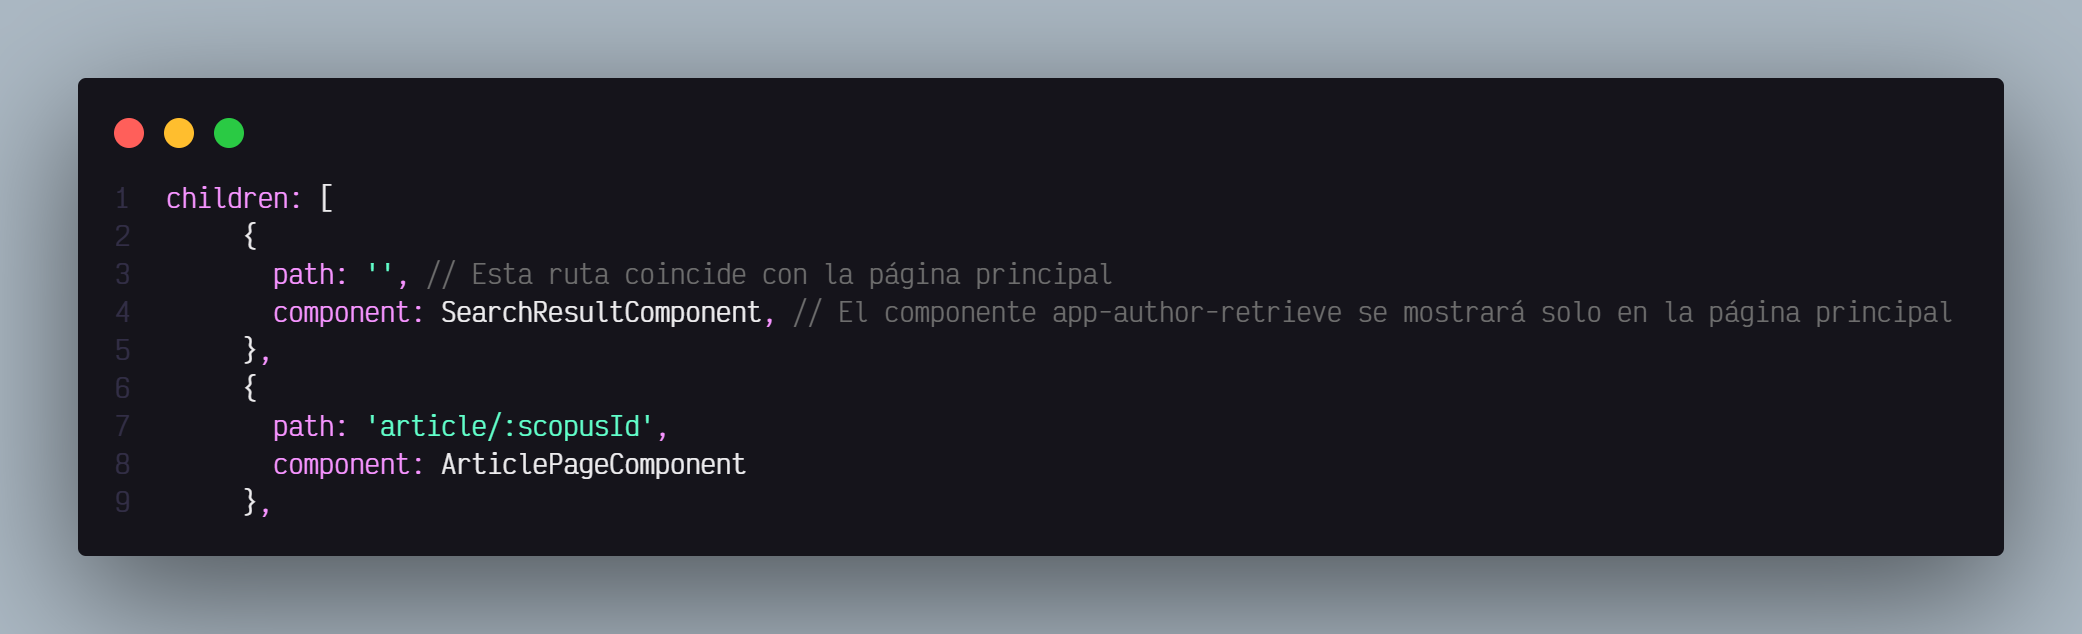 1 children: [
2 {
3 path: '', // Esta ruta coincide con la página principal
4 component: SearchResultComponent, // El componente app-author-retrieve se mostrará solo en la página principal
5 },
6 {
7 path: 'article/:scopusId',
8 component: ArticlePageComponent
9 },